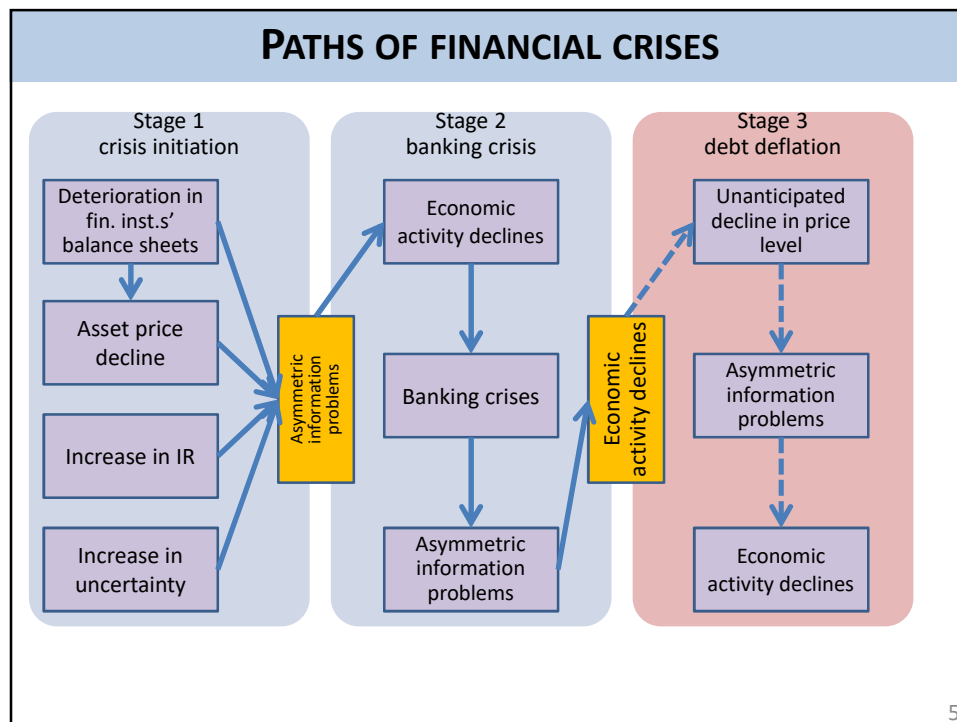 PATHS OF FINANCIAL CRISES
Stage 1
crisis initiation
Deterioration in
fin. inst.s’
balance sheets
Asset price
decline
Increase in IR
Increase in
uncertainty
Asymmetric
information
problems
Stage 2
banking crisis
Economic
activity declines
Banking crises
Asymmetric
information
problems
Economic
activity declines
Stage 3
debt deflation
Unanticipated
decline in price
level
Asymmetric
information
problems
Economic
activity declines
5